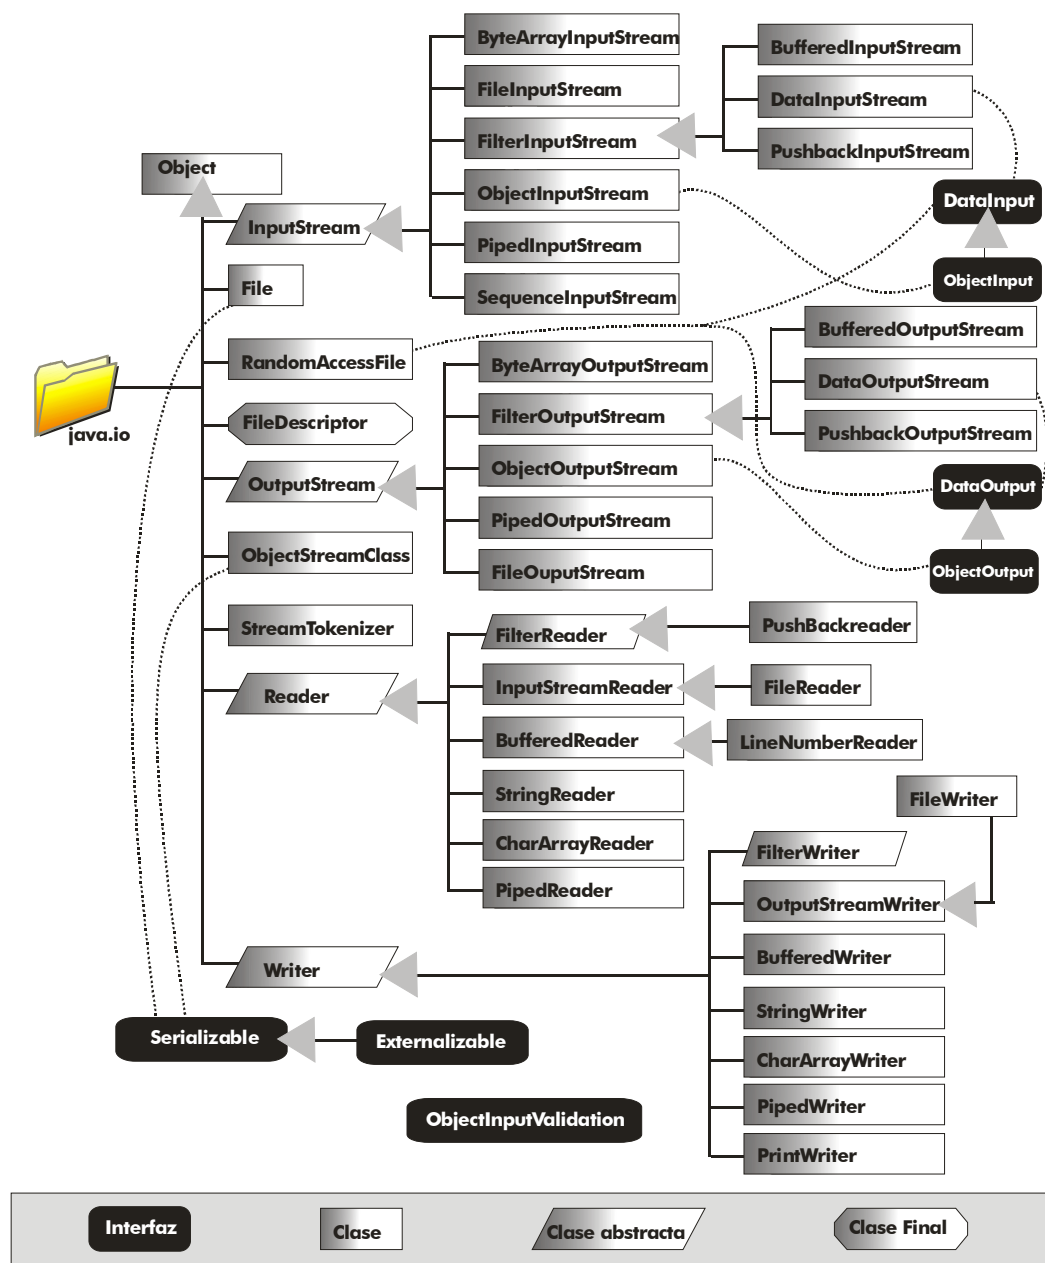 Object
InputStream
File
RandomAccessFile
FileDescriptor
OutputStream
ObjectStreamClass
StreamTokenizer
Reader
Writer
java.io
ByteArrayInputStream
FileInputStream
FilterInputStream
ObjectInputStream
PipedInputStream
SequenceInputStream
BufferedInputStream
DataInputStream
PushbackInputStream
DataInput
ObjectInput
ByteArrayOutputStream
FilterOutputStream
ObjectOutputStream
PipedOutputStream
FileOuputStream
BufferedOutputStream
DataOutputStream
PushbackOutputStream
DataOutput
ObjectOutput
FilterReader
InputStreamReader
BufferedReader
StringReader
CharArrayReader
PipedReader
PushBackreader
FileReader
LineNumberReader
FileWriter
FilterWriter
OutputStreamWriter
BufferedWriter
StringWriter
CharArrayWriter
PipedWriter
PrintWriter
Serializable
Externalizable
ObjectInputValidation
Interfaz
Clase
Clase abstracta
Clase Final